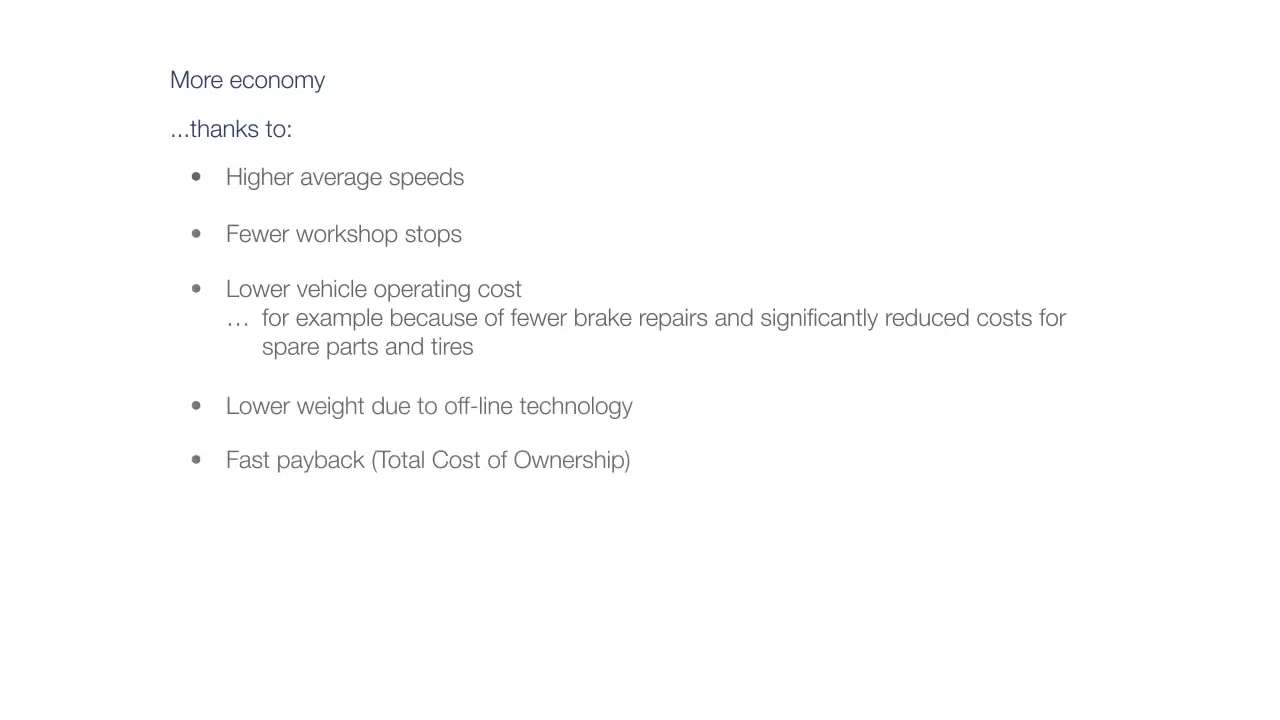 More economy
...thanks to:
• Higher average speeds
• Fewer workshop stops
• Lower vehicle operating cost
... for example because of fewer brake repairs and significantly reduced costs for
spare parts and tires
• Lower weight due to off-line technology
• Fast payback (Total Cost of Ownership)